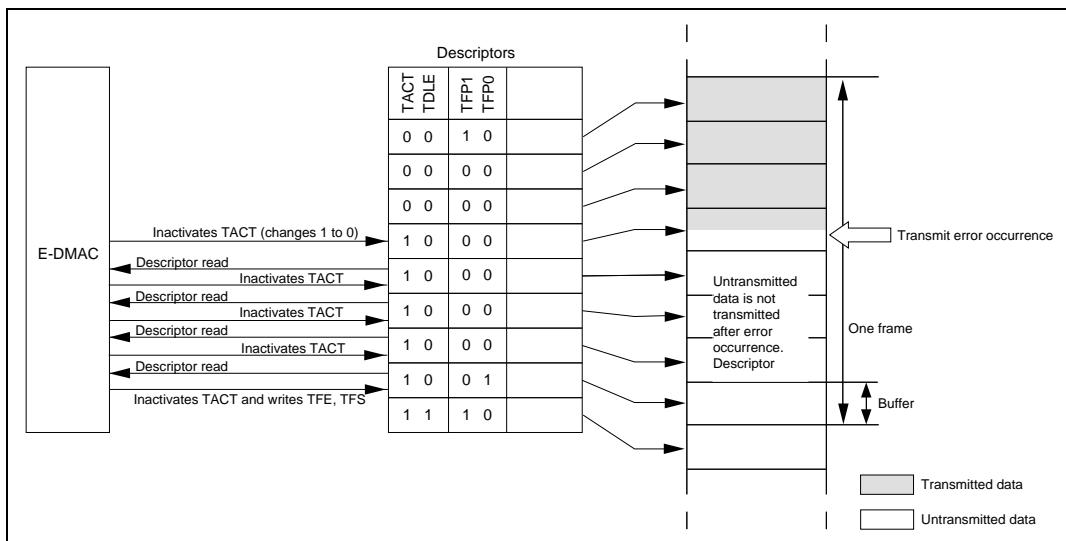 Descriptors
TACT
TDLE
TFP1
TFP0
0 0 1 0
0 0 0 0
0 0 0 0
Inactivates TACT (changes 1 to 0)
1 0 0 0
E-DMAC
Transmit error occurrence
Descriptor read
1 0 0 0
Inactivates TACT
Descriptor read
1 0 0 0
Inactivates TACT
Descriptor read
1 0 0 0
Inactivates TACT
Descriptor read
1 0 0 1
Inactivates TACT and writes TFE, TFS
1 1 1 0
Untransmitted
data is not
transmitted
after error
occurrence.
Descriptor
One frame
Buffer
Transmitted data
Untransmitted data